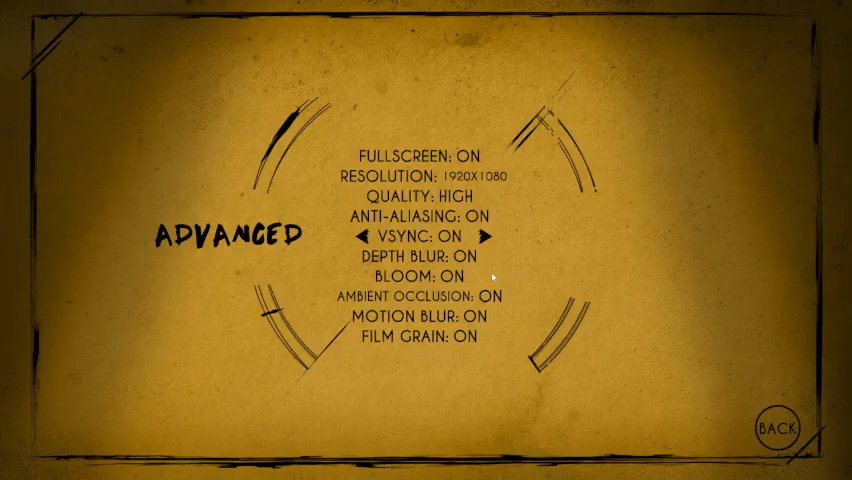 FULLSCREEN: ON
RESOLUTION: 1920X1080
QUALITY: HIGH
ANTI-ALIASING: ON
ADVANCED
VSYNC: ON
DEPTH BLUR: ON
BLOOM: ON
AMBIENT OCCLUSION: ON
MOTION BLUR: ON
FILM GRAIN: ON
BACK